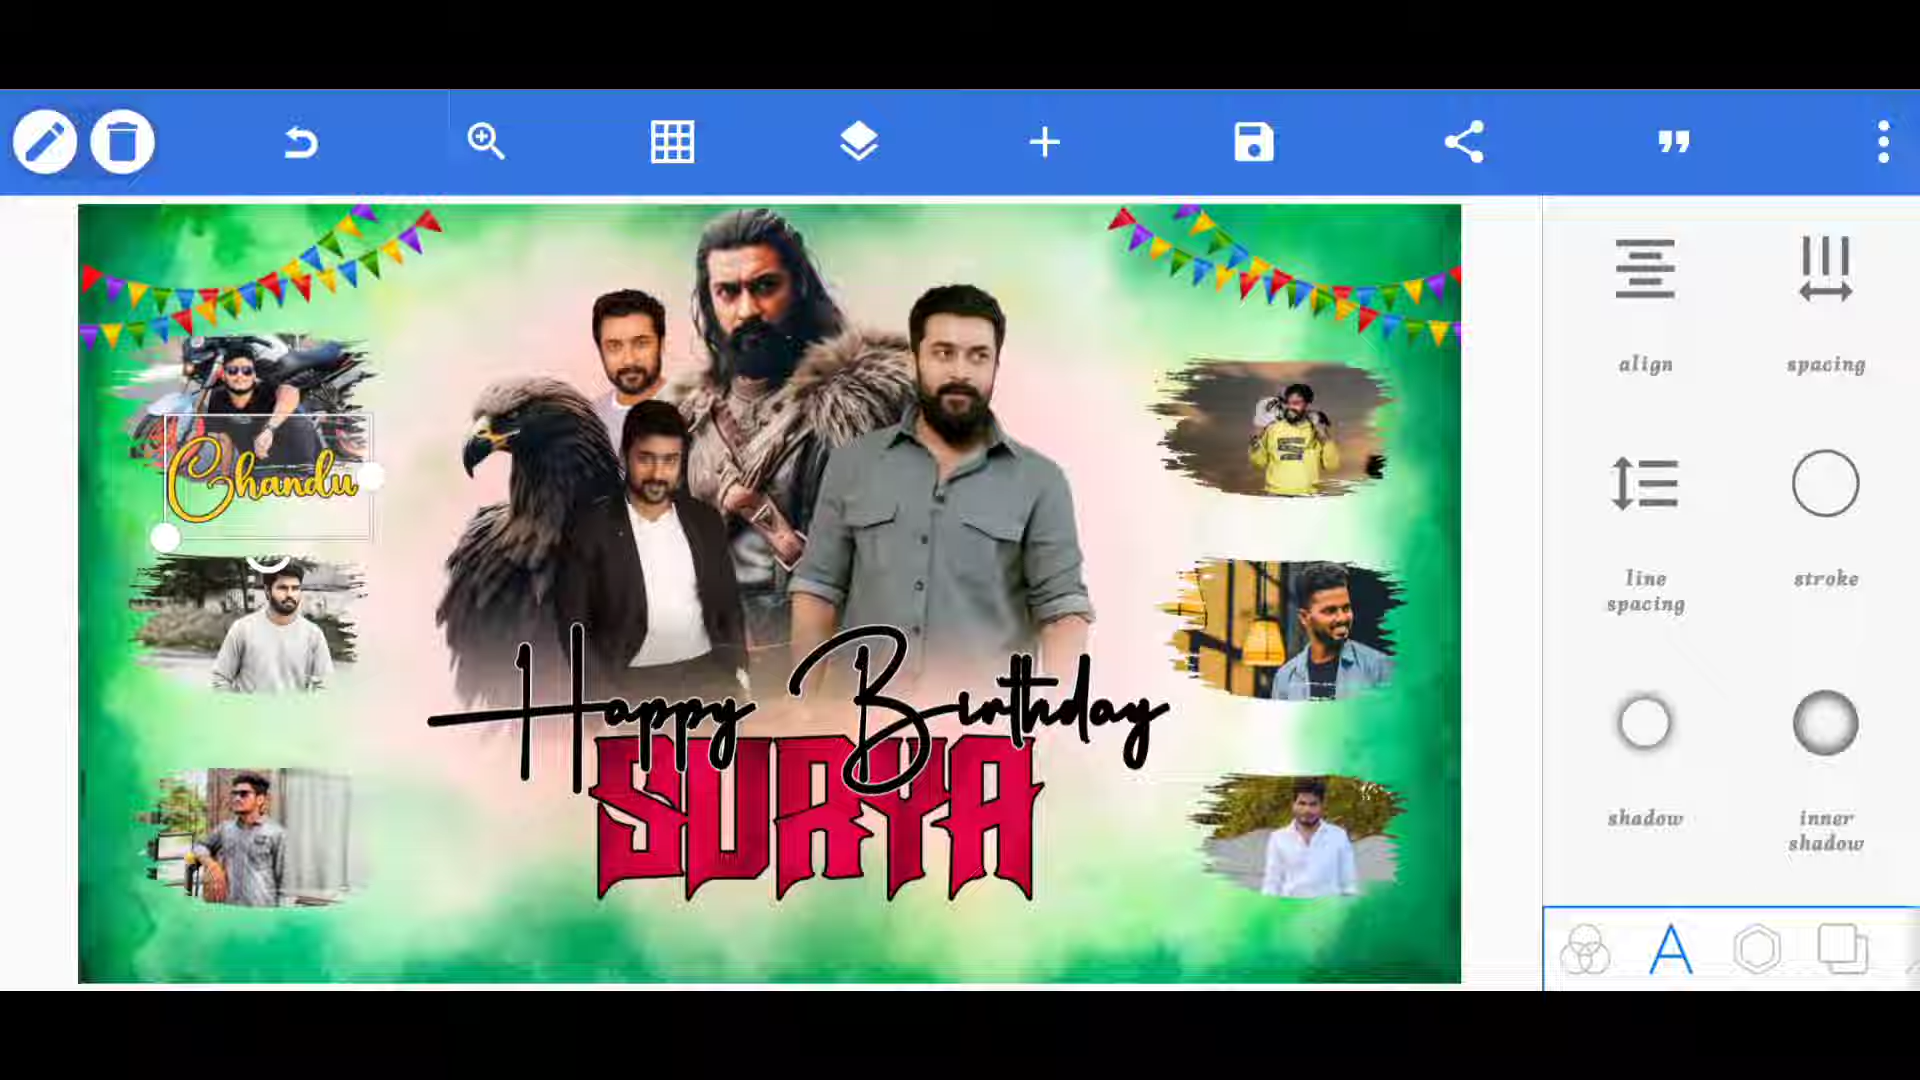 align
spacing
Chandu
line
spacing
stroke
Happy Birthday
SURYA
shadow
inner
shadow